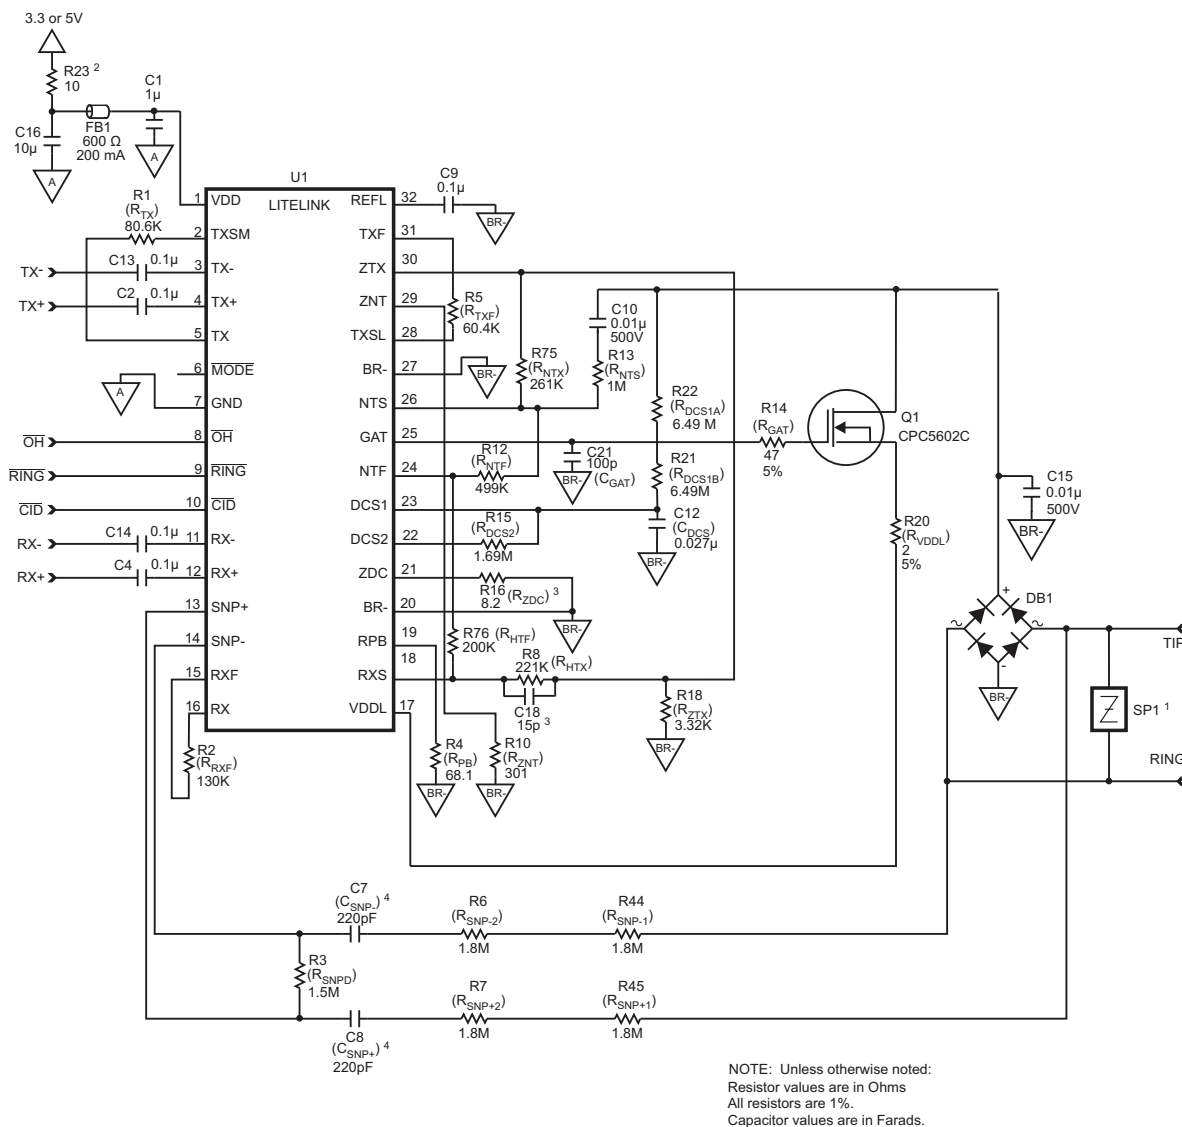 3.3 or 5V
R23 2
10
C1
1µ
C16
10µ
FB1
600 Ω
200 mA
A
A
U1
LITELINK
R1
(RTX)
80.6K
C13 0.1µ
TX-
C2 0.1µ
TX+
A
OH
RING
CID
C14 0.1µ
RX-
C4 0.1µ
RX+
1 VDD
2 TXSM
3 TX-
4 TX+
5 TX
6 MODE
7 GND
8 OH
9 RING
10 CID
11 RX-
12 RX+
13 SNP+
14 SNP-
15 RXF
16 RX
REFL 32
TXF 31
ZTX 30
ZNT 29
TXSL 28
BR- 27
NTS 26
GAT 25
NTF 24
DCS1 23
DCS2 22
ZDC 21
BR- 20
RPB 19
RXS 18
VDDL 17
C9
0.1µ
BR-
R5
(RTXF)
60.4K
BR-
R75
(RNTX)
261K
C10
0.01µ
500V
R13
(RNTS)
1M
R22
(RDCS1A)
6.49 M
R14
(RGAT)
47
5%
Q1
CPC5602C
R12
(RNTF)
499K
C21
100p
(CGAT)
BR-
R21
(RDCS1B)
6.49M
R15
(RDCS2)
1.69M
C12
(CDCS)
0.027µ
BR-
C15
0.01µ
500V
BR-
R20
(RVDDL)
2
5%
R16 (RZDC) 3
8.2
BR-
DB1
+
~
~
-
BR-
TIP
SP1 1
RING
R76 (RHTF)
200K
R8
221K (RHTX)
C18
15p 3
R18
(RZTX)
3.32K
BR-
R2
(RRXF)
130K
R4
(RPB)
68.1
BR-
R10
(RZNT)
301
BR-
C7
(CSNP-) 4
220pF
R6
(RSNP-2)
1.8M
R44
(RSNP-1)
1.8M
R3
(RSNPD)
1.5M
R7
(RSNP+2)
1.8M
R45
(RSNP+1)
1.8M
C8
(CSNP+) 4
220pF
NOTE: Unless otherwise noted:
Resistor values are in Ohms
All resistors are 1%.
Capacitor values are in Farads.